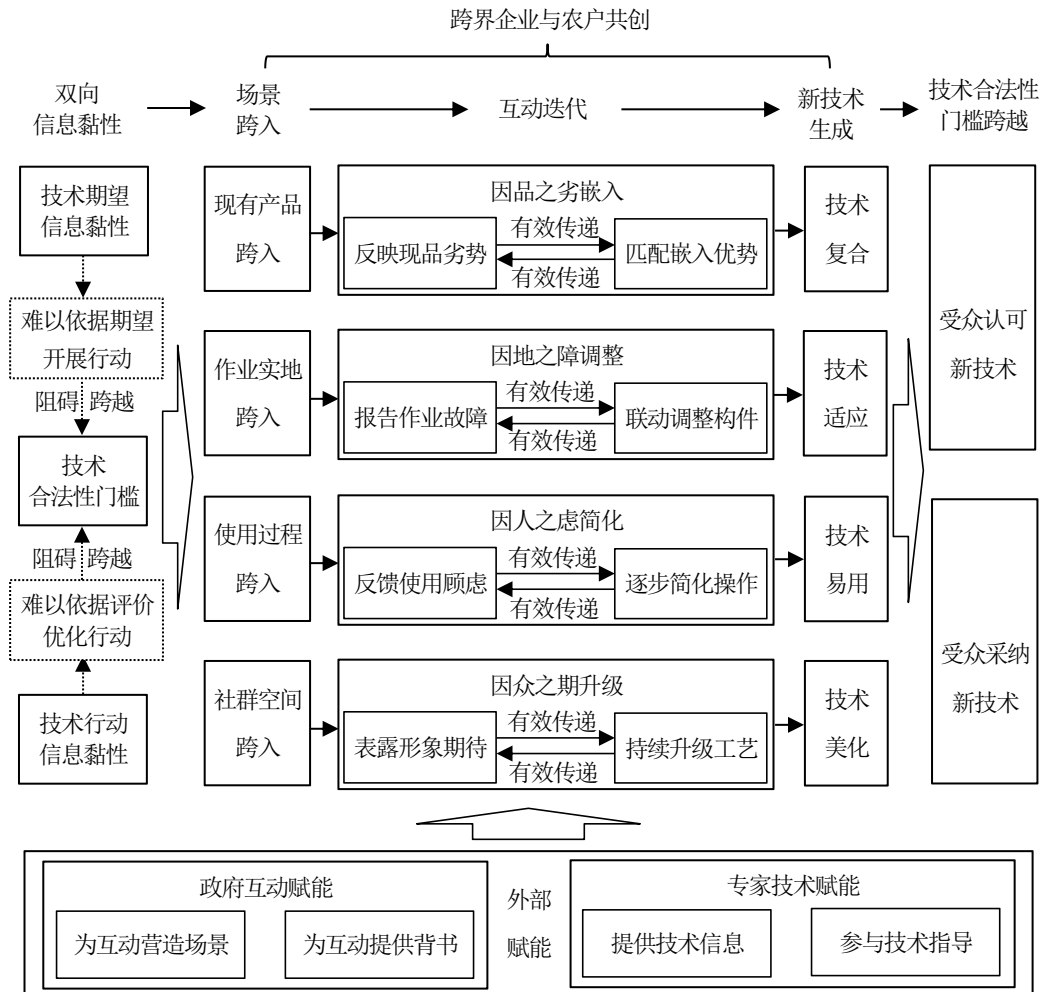 跨界企业与农户共创
双向
信息黏性
场景
跨入
互动迭代
新技术
生成
技术合法性
门槛跨越
技术期望
信息黏性
难以依据期望
开展行动
阻碍 跨越
技术
合法性门槛
阻碍 跨越
难以依据评价
优化行动
技术行动
信息黏性
现有产品
跨入
因品之劣嵌入
反映现品劣势
有效传递
有效传递
匹配嵌入优势
技术
复合
作业实地
跨入
因地之障调整
报告作业故障
有效传递
有效传递
联动调整构件
技术
适应
使用过程
跨入
因人之虑简化
反馈使用顾虑
有效传递
有效传递
逐步简化操作
技术
易用
社群空间
跨入
因众之期升级
表露形象期待
有效传递
有效传递
持续升级工艺
技术
美化
受众认可
新技术
受众采纳
新技术
政府互动赋能
为互动营造场景
为互动提供背书
外部
赋能
专家技术赋能
提供技术信息
参与技术指导